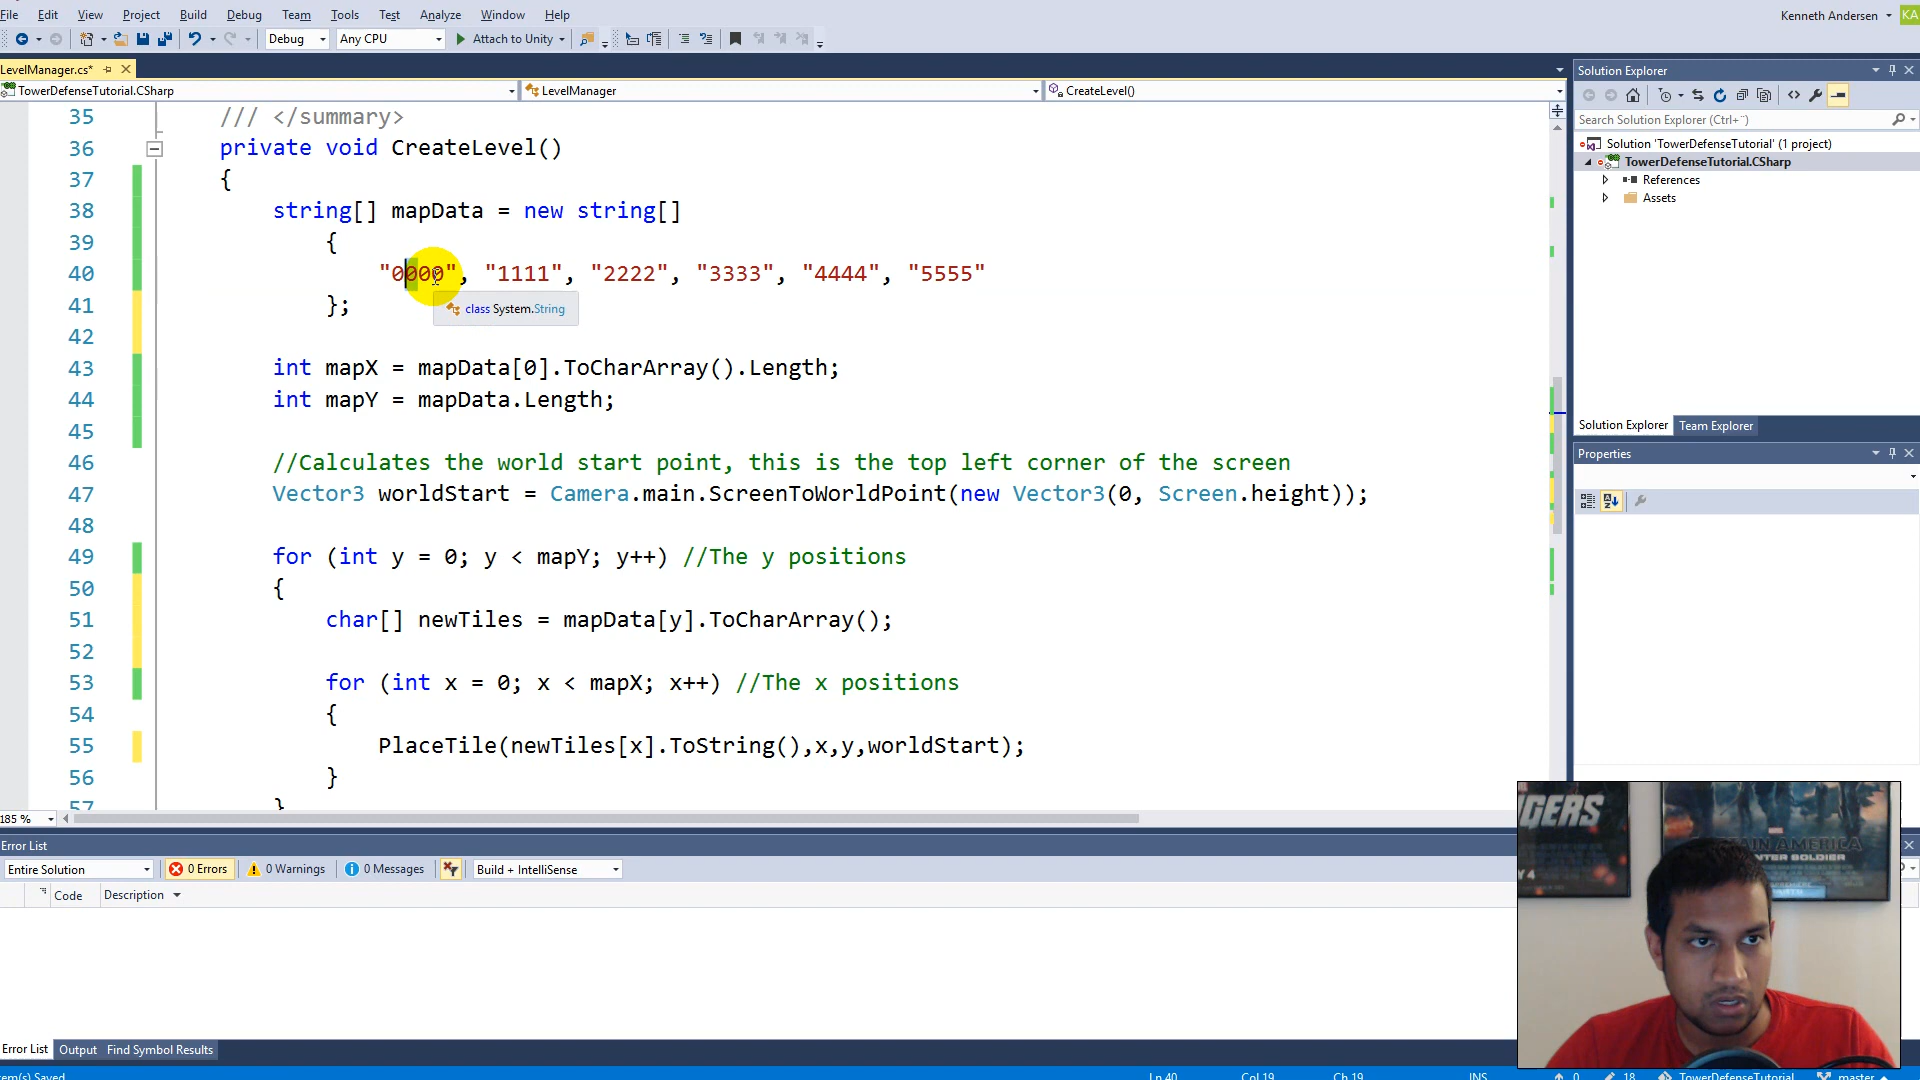 File Edit View Project Build Debug Team Tools Test Analyze Window Help
Kenneth Andersen KA
Debug Any CPU Attach to Unity
LevelManager.cs*
TowerDefenseTutorial.CSharp LevelManager CreateLevel()
35 /// </summary>
36 private void CreateLevel()
37 {
38 string[] mapData = new string[]
39 {
40 "0000", "1111", "2222", "3333", "4444", "5555"
class System.String
41 };
42
43 int mapX = mapData[0].ToCharArray().Length;
44 int mapY = mapData.Length;
45
46 //Calculates the world start point, this is the top left corner of the screen
47 Vector3 worldStart = Camera.main.ScreenToWorldPoint(new Vector3(0, Screen.height));
48
49 for (int y = 0; y < mapY; y++) //The y positions
50 {
51 char[] newTiles = mapData[y].ToCharArray();
52
53 for (int x = 0; x < mapX; x++) //The x positions
54 {
55 PlaceTile(newTiles[x].ToString(),x,y,worldStart);
56 }
57 }
185 %
Solution Explorer
Search Solution Explorer (Ctrl+¨)
Solution 'TowerDefenseTutorial' (1 project)
TowerDefenseTutorial.CSharp
References
Assets
Solution Explorer Team Explorer
Properties
Error List
Entire Solution 0 Errors 0 Warnings 0 Messages Build + IntelliSense
Code Description
Error List Output Find Symbol Results
Saved
Ln 40 Col 19 Ch 19 INS 0 18 TowerDefenseTutorial master